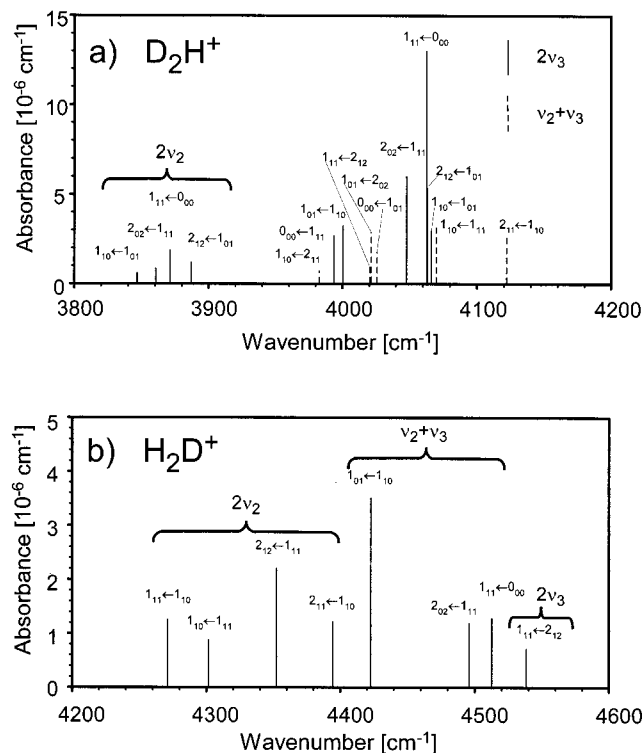 a) D₂H⁺
Absorbance [10⁻⁶ cm⁻¹]
15
10
5
0
3800 3900 4000 4100 4200
Wavenumber [cm⁻¹]
2ν₂
1₁₀←1₀₁
2₀₂←1₁₁
1₁₁←0₀₀
2₁₂←1₀₁
1₁₀←2₁₁
0₀₀←1₁₁
1₀₁←1₁₀
1₁₁←2₁₂
1₀₁←2₀₂
0₀₀←1₀₁
2₀₂←1₁₁
1₁₁←0₀₀
2₁₂←1₀₁
1₁₀←1₀₁
1₁₀←1₁₁
2₁₁←1₁₀
2ν₃
ν₂+ν₃
b) H₂D⁺
Absorbance [10⁻⁶ cm⁻¹]
5
4
3
2
1
0
4200 4300 4400 4500 4600
Wavenumber [cm⁻¹]
2ν₂
1₁₁←1₁₀
1₁₀←1₁₁
2₁₂←1₁₁
2₁₁←1₁₀
ν₂+ν₃
1₀₁←1₁₀
2₀₂←1₁₁
1₁₁←0₀₀
2ν₃
1₁₁←2₁₂